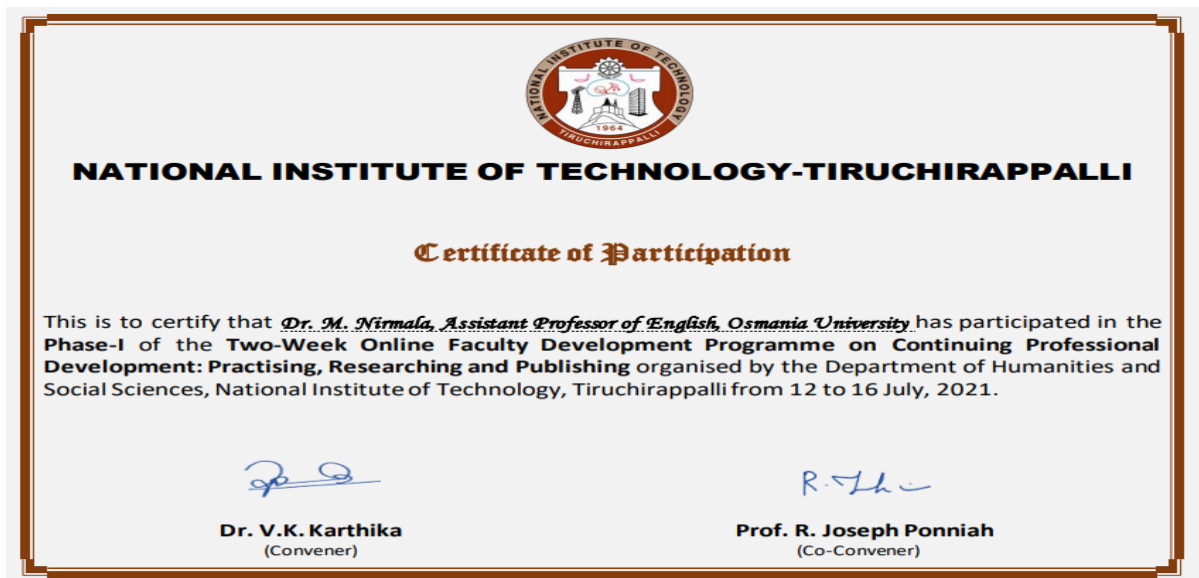 NATIONAL INSTITUTE OF TECHNOLOGY
1964
TIRUCHIRAPPALLI
NATIONAL INSTITUTE OF TECHNOLOGY-TIRUCHIRAPPALLI
Certificate of Participation
This is to certify that Dr. M. Nirmala, Assistant Professor of English, Osmania University has participated in the
Phase-I of the Two-Week Online Faculty Development Programme on Continuing Professional
Development: Practising, Researching and Publishing organised by the Department of Humanities and
Social Sciences, National Institute of Technology, Tiruchirappalli from 12 to 16 July, 2021.
Dr. V.K. Karthika
(Convener)
Prof. R. Joseph Ponniah
(Co-Convener)